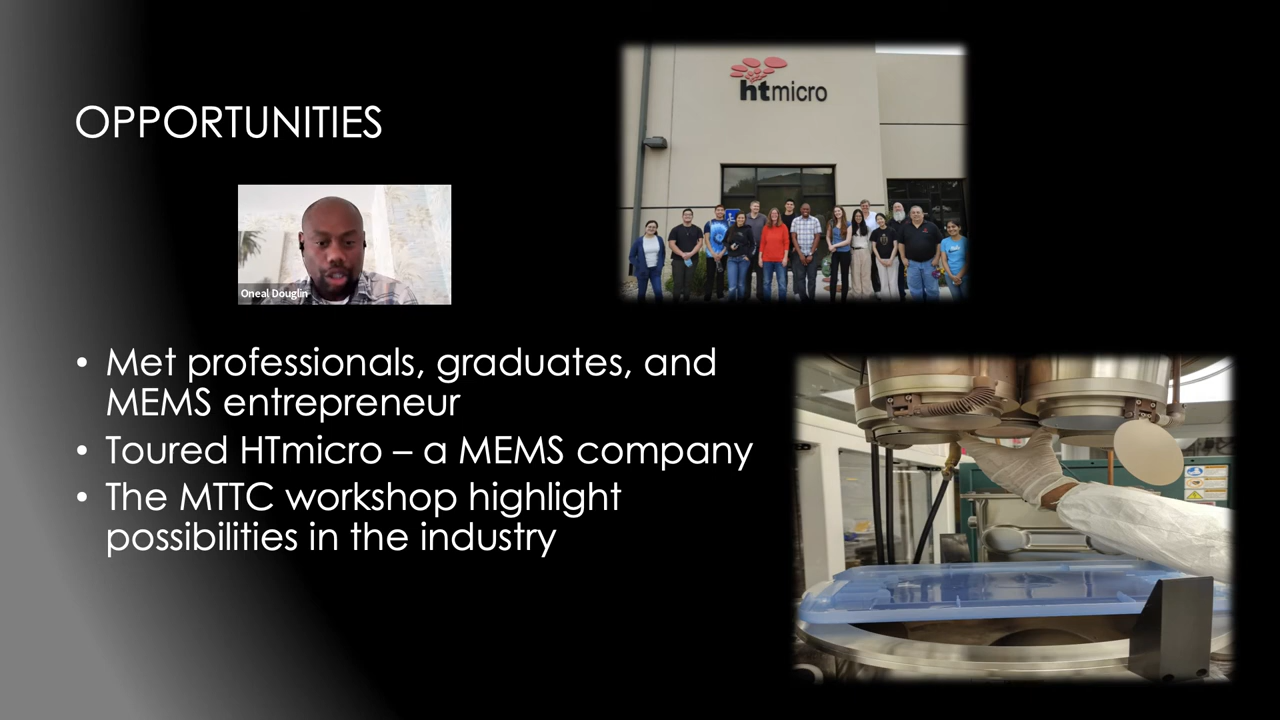 OPPORTUNITIES
htmicro
Oneal Douglin
• Met professionals, graduates, and
MEMS entrepreneur
• Toured HTmicro – a MEMS company
• The MTTC workshop highlight
possibilities in the industry